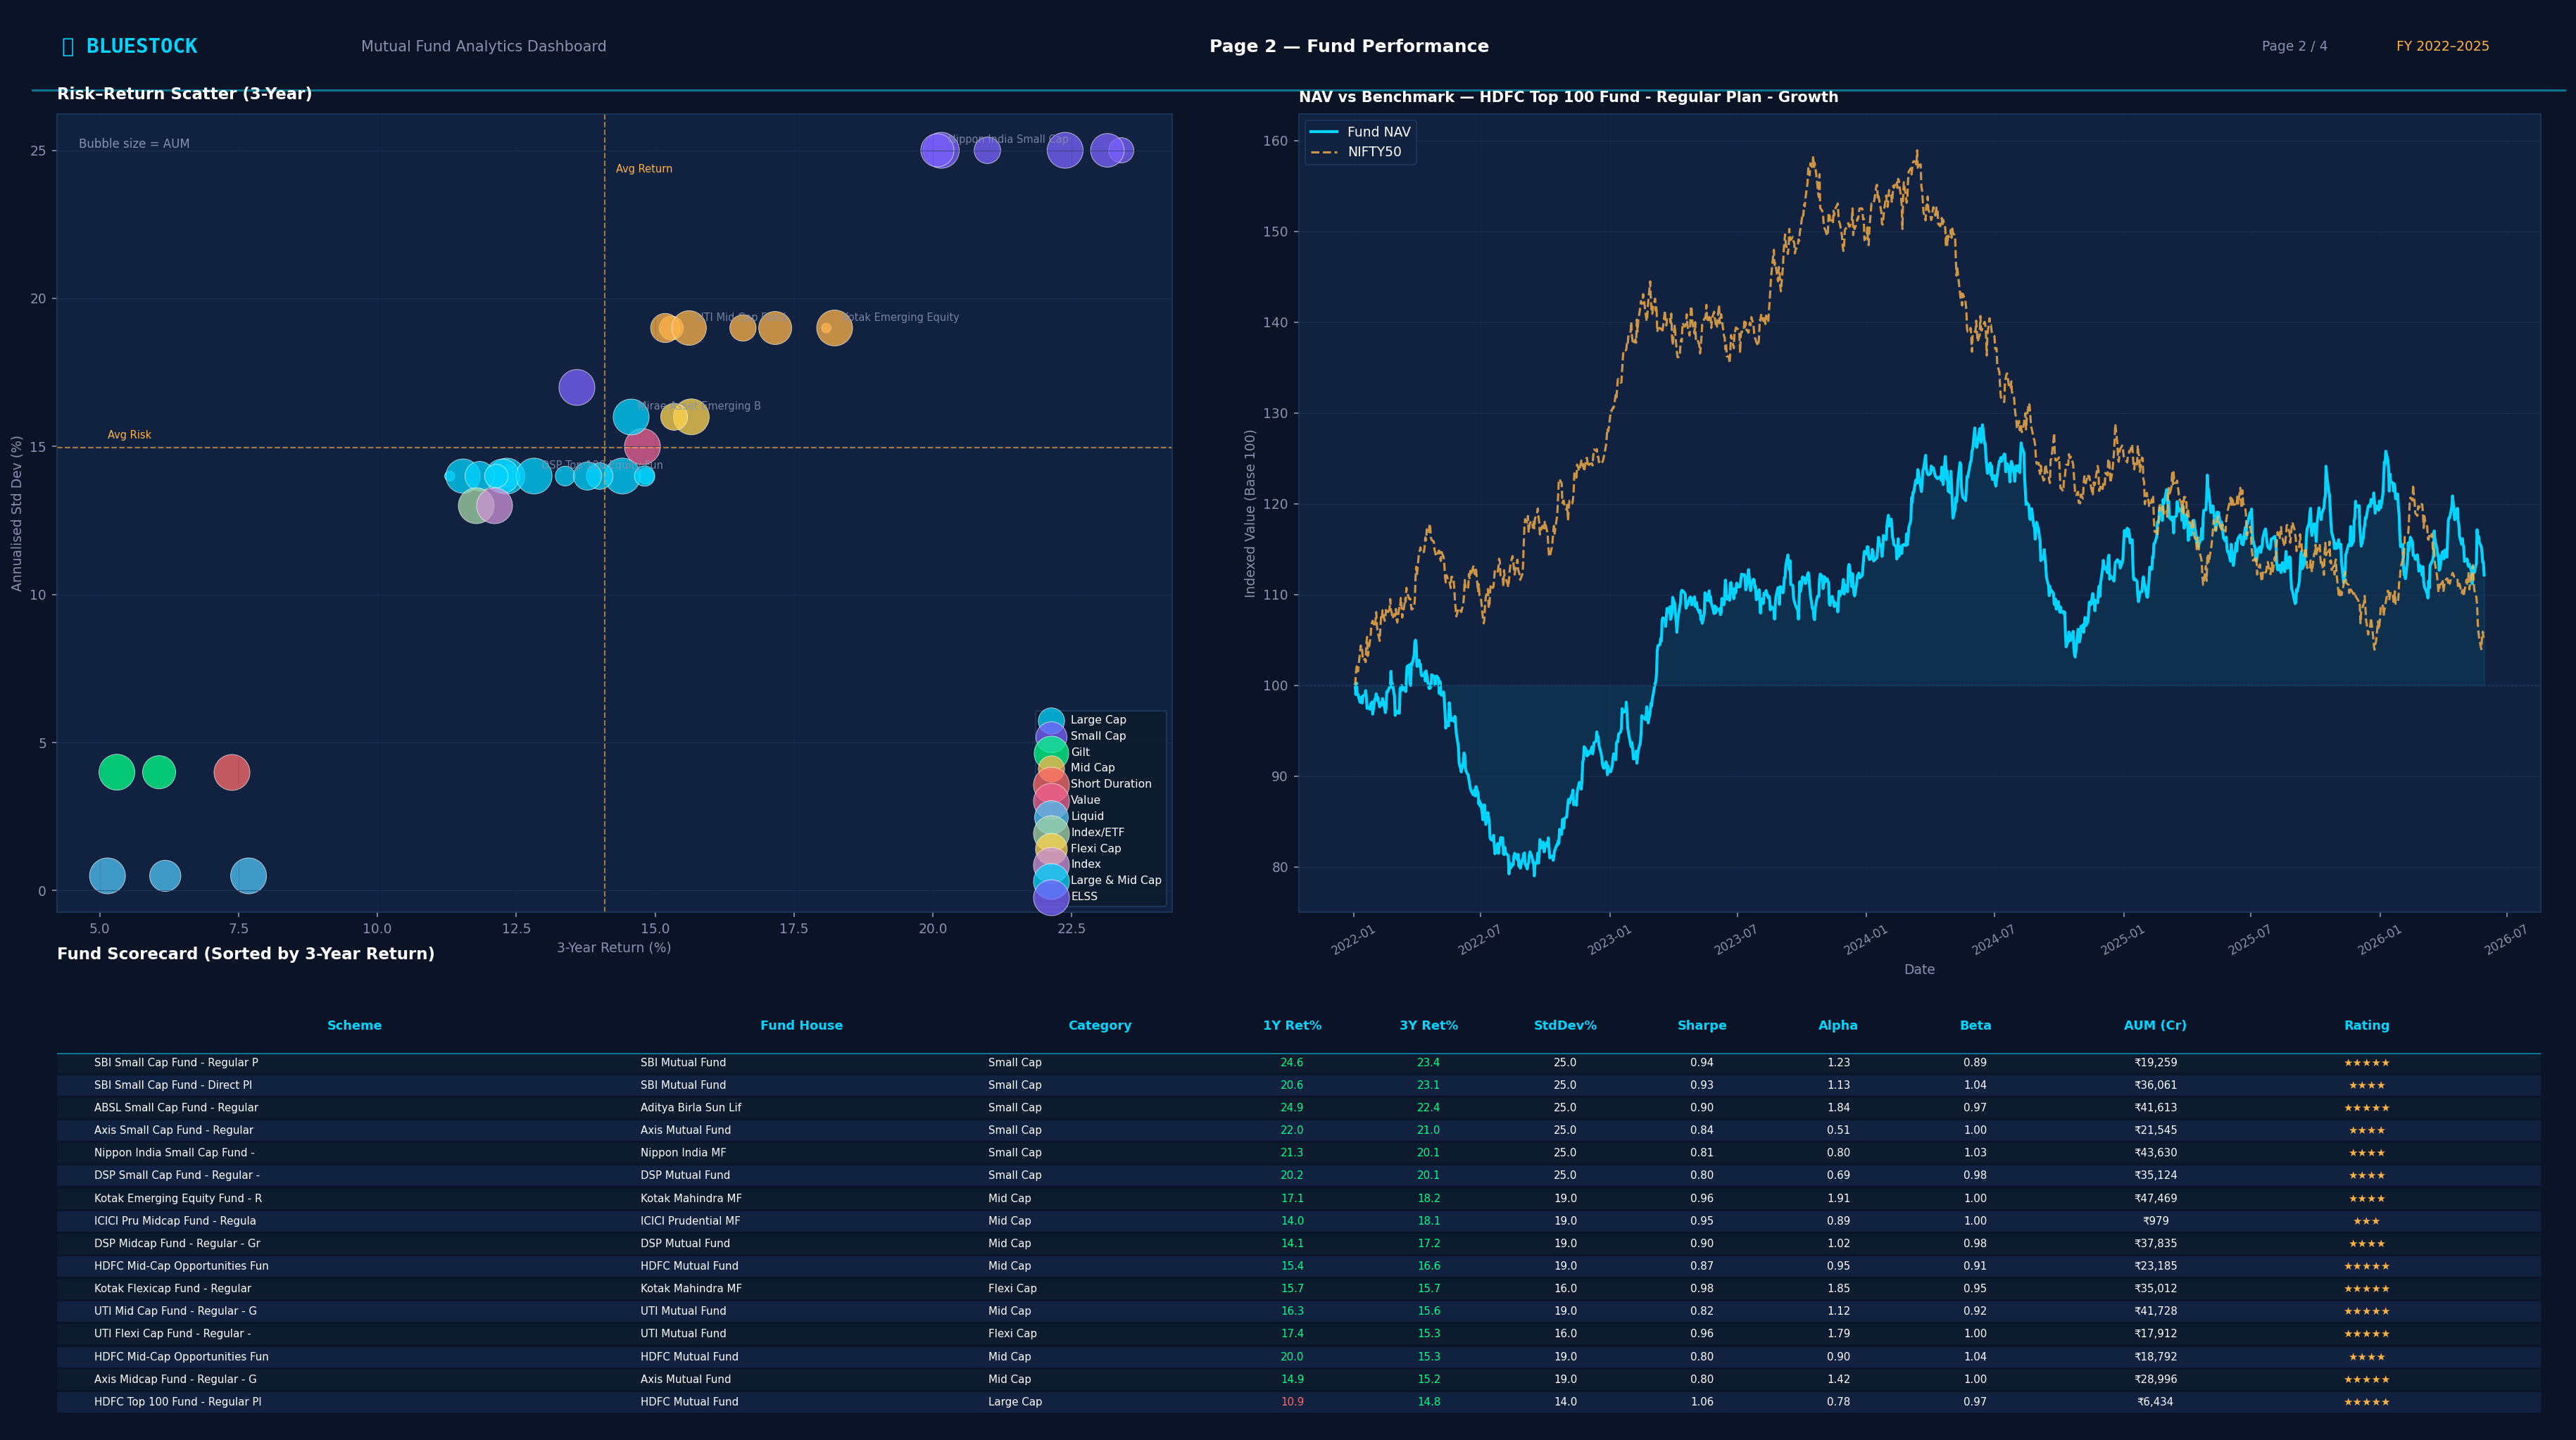 BLUESTOCK
Mutual Fund Analytics Dashboard
Page 2 — Fund Performance
Page 2 / 4
FY 2022–2025
Risk–Return Scatter (3-Year)
Bubble size = AUM
Avg Return
Avg Risk
Nippon India Small Cap
UTI Mid Cap
Kotak Emerging Equity
Mirae Asset Emerging B
DSP Top 100 Equity Fun
Annualised Std Dev (%)
25
20
15
10
5
0
5.0 7.5 10.0 12.5 15.0 17.5 20.0 22.5
3-Year Return (%)
Large Cap
Small Cap
Gilt
Mid Cap
Short Duration
Value
Liquid
Index/ETF
Flexi Cap
Index
Large & Mid Cap
ELSS
NAV vs Benchmark — HDFC Top 100 Fund - Regular Plan - Growth
Fund NAV
NIFTY50
Indexed Value (Base 100)
160
150
140
130
120
110
100
90
80
2022-01 2022-07 2023-01 2023-07 2024-01 2024-07 2025-01 2025-07 2026-01 2026-07
Date
Fund Scorecard (Sorted by 3-Year Return)
Scheme Fund House Category 1Y Ret% 3Y Ret% StdDev% Sharpe Alpha Beta AUM (Cr) Rating
SBI Small Cap Fund - Regular P SBI Mutual Fund Small Cap 24.6 23.4 25.0 0.94 1.23 0.89 ₹19,259 ★★★★★
SBI Small Cap Fund - Direct Pl SBI Mutual Fund Small Cap 20.6 23.1 25.0 0.93 1.13 1.04 ₹36,061 ★★★★
ABSL Small Cap Fund - Regular Aditya Birla Sun Lif Small Cap 24.9 22.4 25.0 0.90 1.84 0.97 ₹41,613 ★★★★★
Axis Small Cap Fund - Regular Axis Mutual Fund Small Cap 22.0 21.0 25.0 0.84 0.51 1.00 ₹21,545 ★★★★
Nippon India Small Cap Fund - Nippon India MF Small Cap 21.3 20.1 25.0 0.81 0.80 1.03 ₹43,630 ★★★★
DSP Small Cap Fund - Regular - DSP Mutual Fund Small Cap 20.2 20.1 25.0 0.80 0.69 0.98 ₹35,124 ★★★★
Kotak Emerging Equity Fund - R Kotak Mahindra MF Mid Cap 17.1 18.2 19.0 0.96 1.91 1.00 ₹47,469 ★★★★
ICICI Pru Midcap Fund - Regula ICICI Prudential MF Mid Cap 14.0 18.1 19.0 0.95 0.89 1.00 ₹979 ★★★
DSP Midcap Fund - Regular - Gr DSP Mutual Fund Mid Cap 14.1 17.2 19.0 0.90 1.02 0.98 ₹37,835 ★★★★
HDFC Mid-Cap Opportunities Fun HDFC Mutual Fund Mid Cap 15.4 16.6 19.0 0.87 0.95 0.91 ₹23,185 ★★★★★
Kotak Flexicap Fund - Regular Kotak Mahindra MF Flexi Cap 15.7 15.7 16.0 0.98 1.85 0.95 ₹35,012 ★★★★★
UTI Mid Cap Fund - Regular - G UTI Mutual Fund Mid Cap 16.3 15.6 19.0 0.82 1.12 0.92 ₹41,728 ★★★★★
UTI Flexi Cap Fund - Regular - UTI Mutual Fund Flexi Cap 17.4 15.3 16.0 0.96 1.79 1.00 ₹17,912 ★★★★★
HDFC Mid-Cap Opportunities Fun HDFC Mutual Fund Mid Cap 20.0 15.3 19.0 0.80 0.90 1.04 ₹18,792 ★★★★
Axis Midcap Fund - Regular - G Axis Mutual Fund Mid Cap 14.9 15.2 19.0 0.80 1.42 1.00 ₹28,996 ★★★★★
HDFC Top 100 Fund - Regular Pl HDFC Mutual Fund Large Cap 10.9 14.8 14.0 1.06 0.78 0.97 ₹6,434 ★★★★★